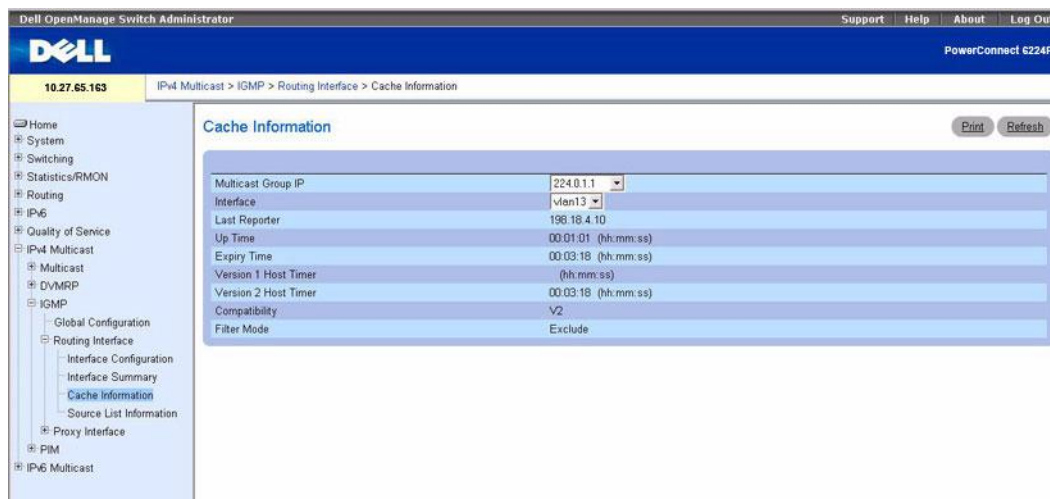 Dell OpenManage Switch Administrator
Support Help About Log Out
DELL
PowerConnect 6224P
10.27.65.163
IPv4 Multicast > IGMP > Routing Interface > Cache Information
Home
System
Switching
Statistics/RMON
Routing
IPv6
Quality of Service
IPv4 Multicast
Multicast
DVMRP
IGMP
Global Configuration
Routing Interface
Interface Configuration
Interface Summary
Cache Information
Source List Information
Proxy Interface
PIM
IPv6 Multicast
Cache Information
Print Refresh
Multicast Group IP 224.0.1.1
Interface vlan13
Last Reporter 198.18.4.10
Up Time 00:01:01 (hh:mm:ss)
Expiry Time 00:03:18 (hh:mm:ss)
Version 1 Host Timer (hh:mm:ss)
Version 2 Host Timer 00:03:18 (hh:mm:ss)
Compatibility V2
Filter Mode Exclude